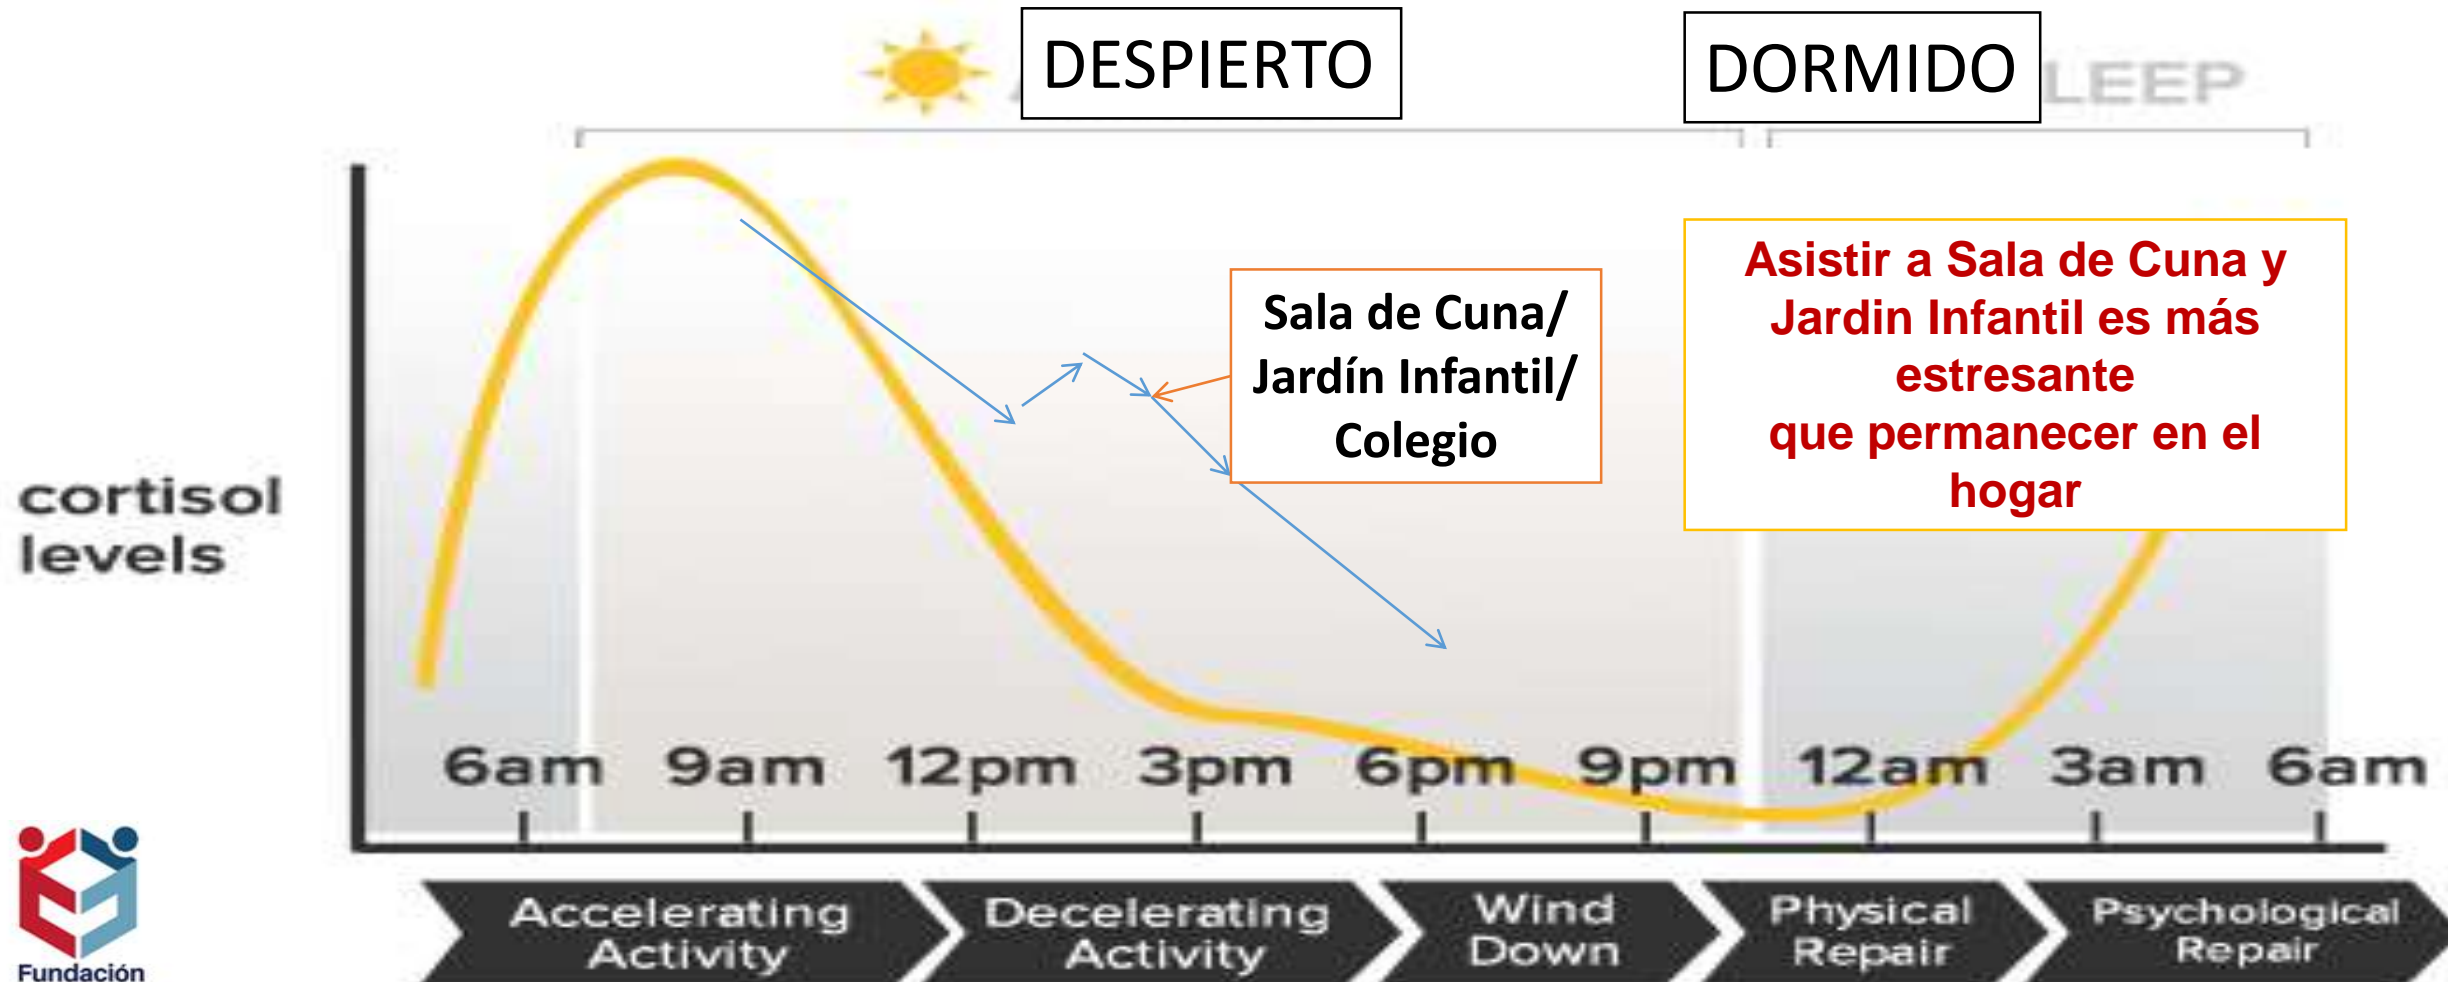 DESPIERTO
DORMIDO
LEEP
Asistir a Sala de Cuna y
Jardin Infantil es más
estresante
que permanecer en el
hogar
Sala de Cuna/
Jardín Infantil/
Colegio
cortisol
levels
6am 9am 12pm 3pm 6pm 9pm 12am 3am 6am
Accelerating
Activity
Decelerating
Activity
Wind
Down
Physical
Repair
Psychological
Repair
Fundación